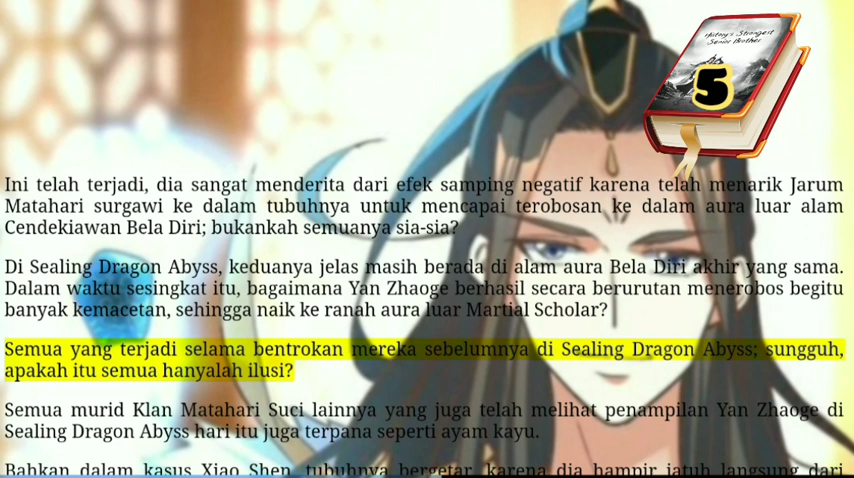 History's Strongest
Senior Brother
5
Ini telah terjadi, dia sangat menderita dari efek samping negatif karena telah menarik Jarum
Matahari surgawi ke dalam tubuhnya untuk mencapai terobosan ke dalam aura luar alam
Cendekiawan Bela Diri; bukankah semuanya sia-sia?
Di Sealing Dragon Abyss, keduanya jelas masih berada di alam aura Bela Diri akhir yang sama.
Dalam waktu sesingkat itu, bagaimana Yan Zhaoge berhasil secara berurutan menerobos begitu
banyak kemacetan, sehingga naik ke ranah aura luar Martial Scholar?
Semua yang terjadi selama bentrokan mereka sebelumnya di Sealing Dragon Abyss; sungguh,
apakah itu semua hanyalah ilusi?
Semua murid Klan Matahari Suci lainnya yang juga telah melihat penampilan Yan Zhaoge di
Sealing Dragon Abyss hari itu juga terpana seperti ayam kayu.
Bahkan dalam kasus Xiao Shen, tubuhnya bergetar, karena dia hampir jatuh langsung dari